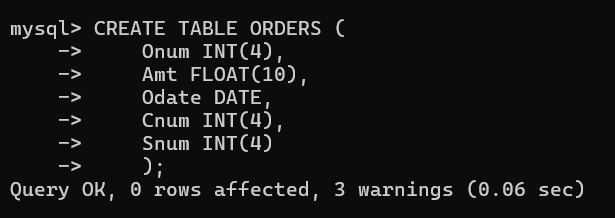 mysql> CREATE TABLE ORDERS (
    ->     Onum INT(4),
    ->     Amt FLOAT(10),
    ->     Odate DATE,
    ->     Cnum INT(4),
    ->     Snum INT(4)
    ->     );
Query OK, 0 rows affected, 3 warnings (0.06 sec)